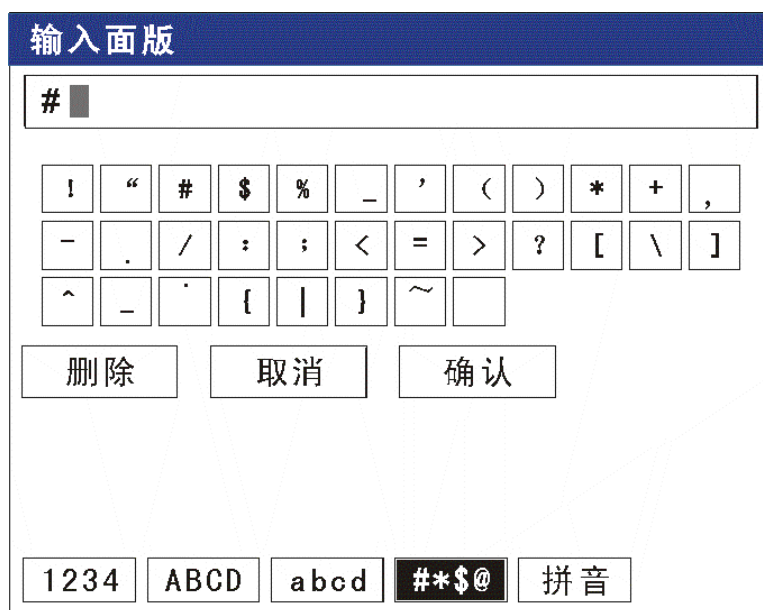 输入面版
#
! “ # $ % _ ’ ( ) * + ,
- . / : ; < = > ? [ \ ]
^ _ ˙ { | } ~
删除 取消 确认
1234 ABCD abcd #*$@ 拼音